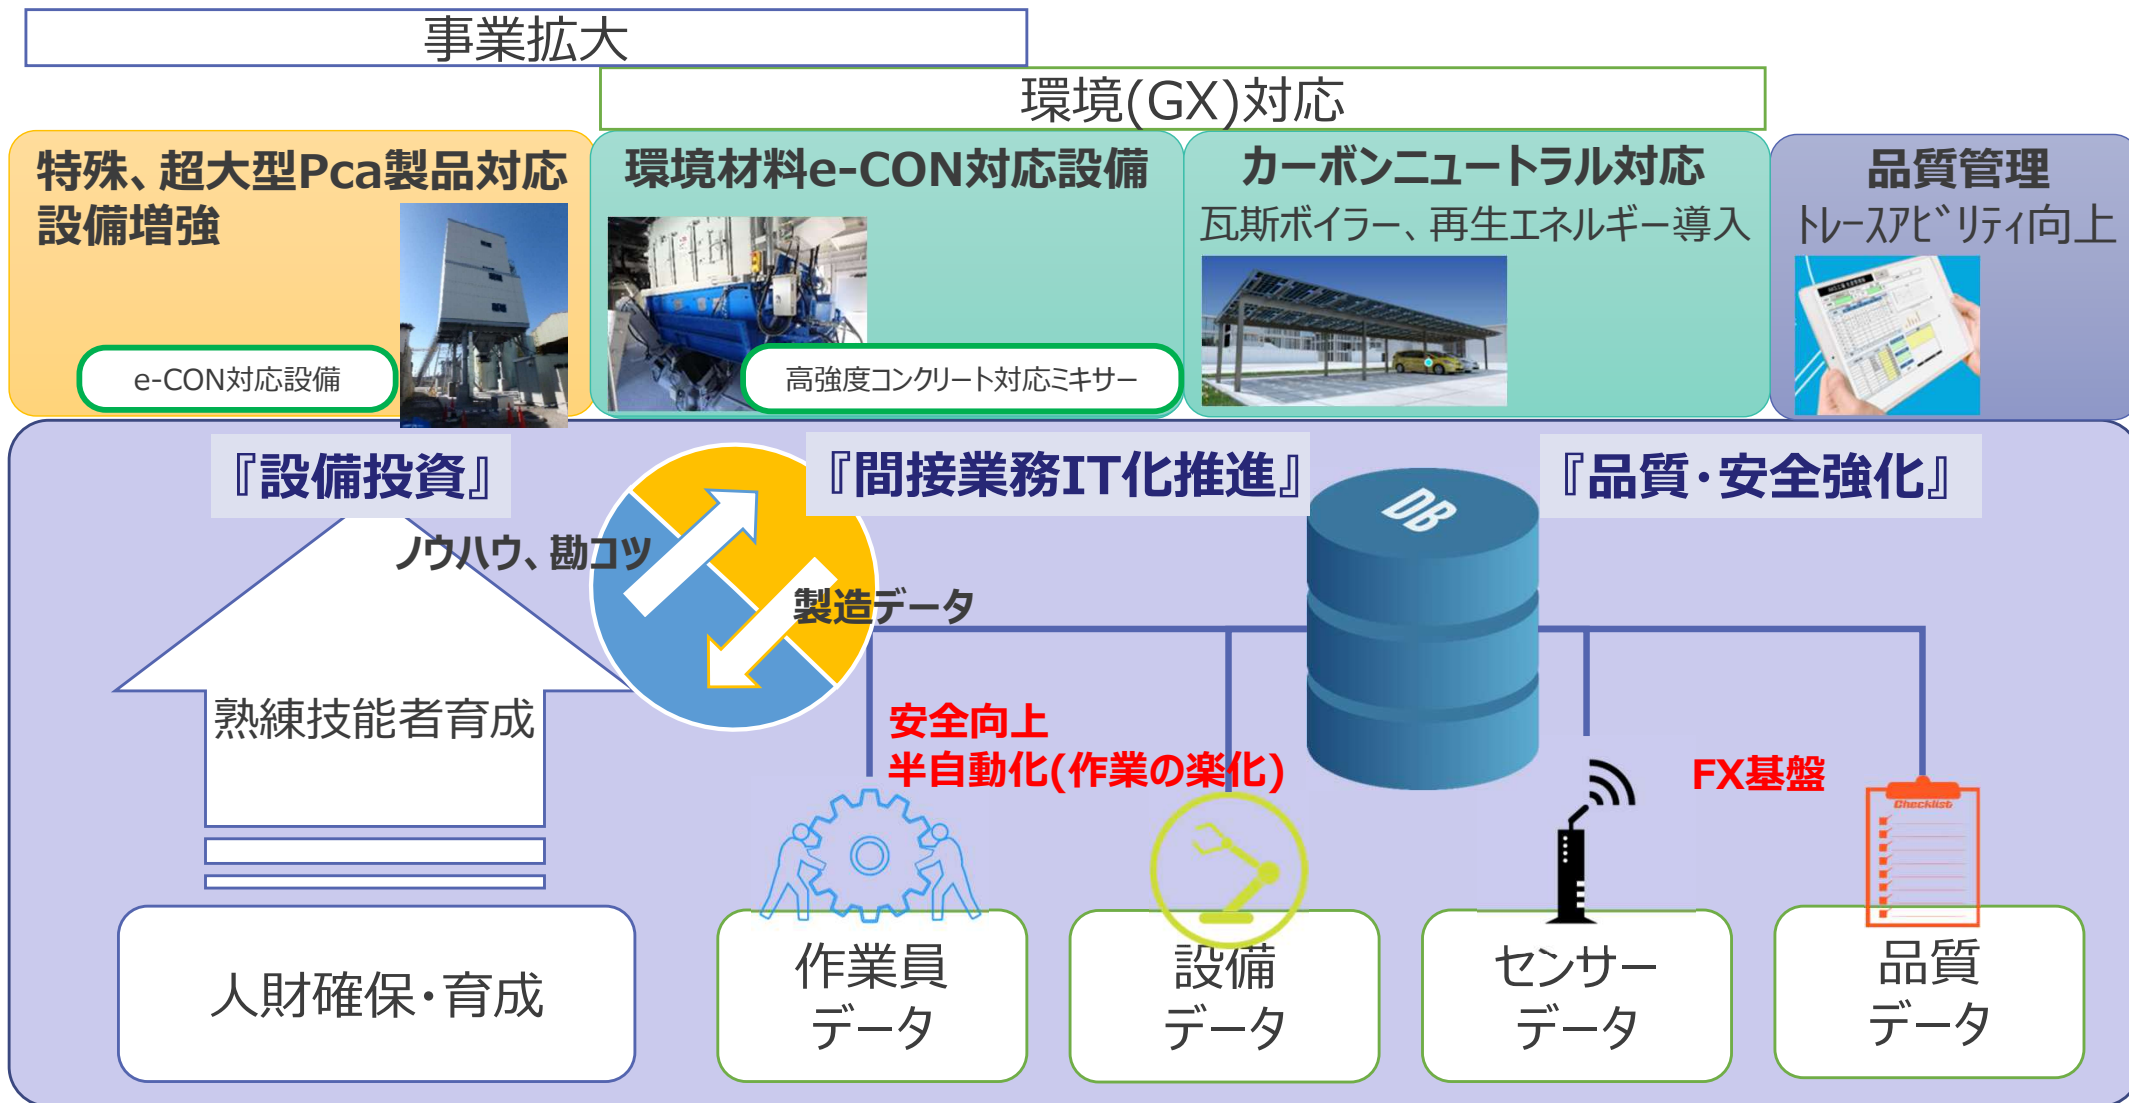 事業拡大
環境(GX)対応
特殊、超大型Pca製品対応
設備増強
e-CON対応設備
環境材料e-CON対応設備
高強度コンクリート対応ミキサー
カーボンニュートラル対応
瓦斯ボイラー、再生エネルギー導入
品質管理
ﾄﾚｰｽｱﾋﾞﾘﾃｨ向上
『設備投資』
『間接業務IT化推進』
『品質・安全強化』
DB
ノウハウ、勘コツ
製造データ
熟練技能者育成
安全向上
半自動化(作業の楽化)
FX基盤
Checklist
人財確保・育成
作業員
データ
設備
データ
センサー
データ
品質
データ